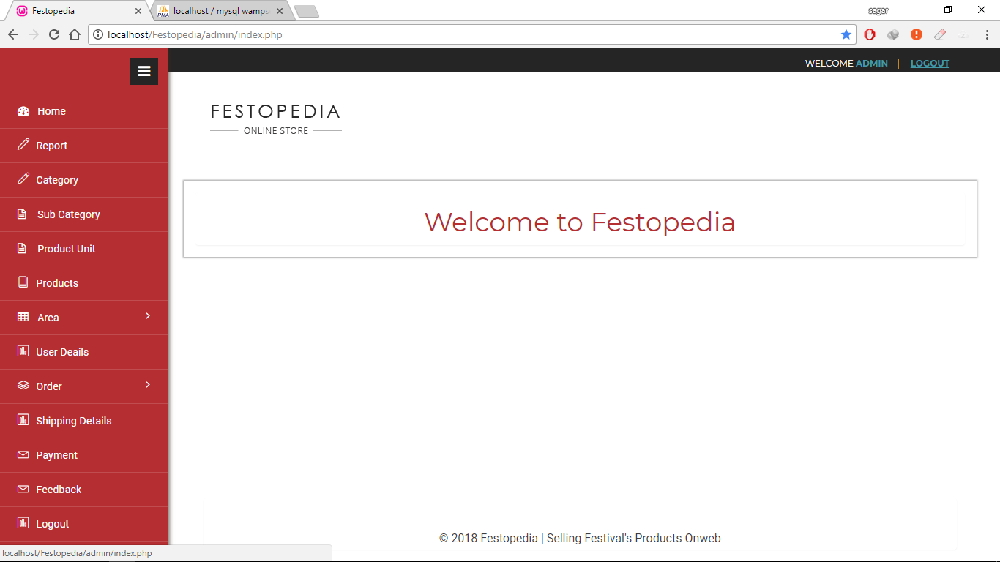 Festopedia
localhost / mysql wamps
sagar
localhost/Festopedia/admin/index.php
WELCOME ADMIN | LOGOUT
Home
Report
Category
Sub Category
Product Unit
Products
Area
User Deails
Order
Shipping Details
Payment
Feedback
Logout
FESTOPEDIA
ONLINE STORE
Welcome to Festopedia
© 2018 Festopedia | Selling Festival's Products Onweb
localhost/Festopedia/admin/index.php